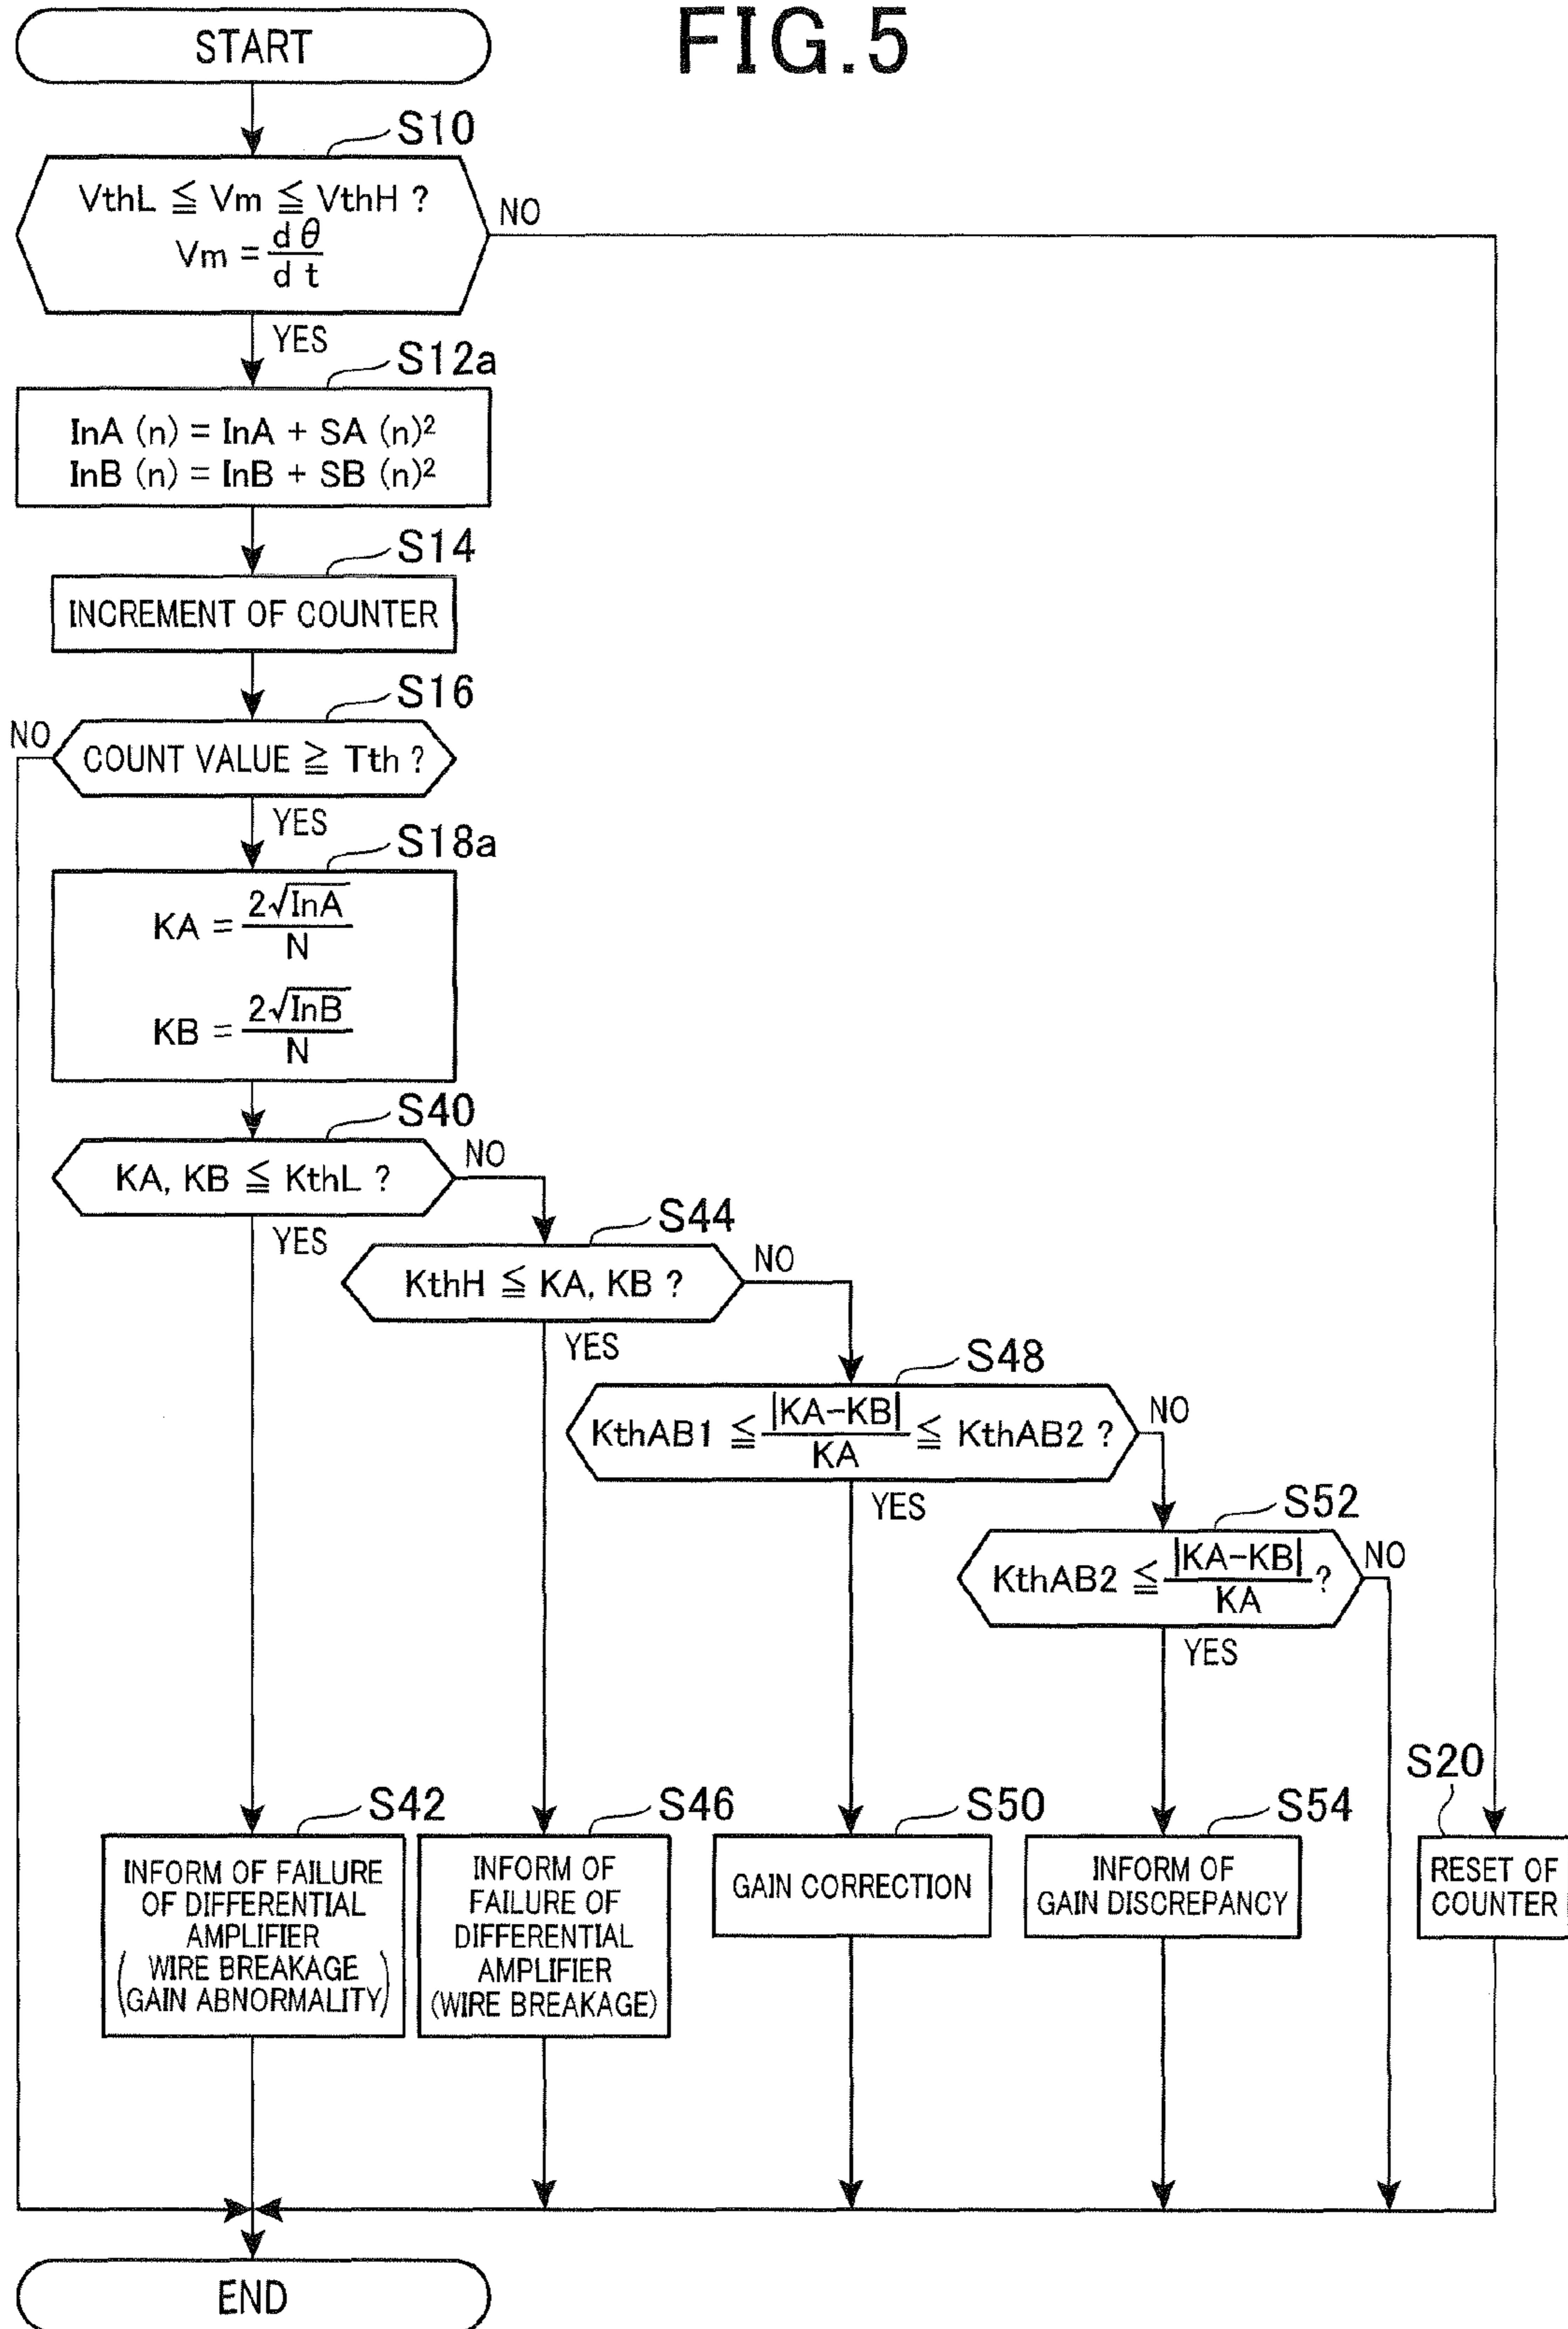 FIG.5
START
S10
VthL ≦ Vm ≦ VthH ?
Vm = dθ/dt
NO
YES
S12a
InA (n) = InA + SA (n)²
InB (n) = InB + SB (n)²
S14
INCREMENT OF COUNTER
S16
NO
COUNT VALUE ≧ Tth ?
YES
S18a
KA = 2√InA/N
KB = 2√InB/N
S40
KA, KB ≦ KthL ?
NO
YES
S44
KthH ≦ KA, KB ?
NO
YES
S48
KthAB1 ≦ |KA-KB|/KA ≦ KthAB2 ?
NO
YES
S52
KthAB2 ≦ |KA-KB|/KA ?
NO
YES
S42
INFORM OF FAILURE
OF DIFFERENTIAL
AMPLIFIER
(WIRE BREAKAGE
GAIN ABNORMALITY)
S46
INFORM OF
FAILURE OF
DIFFERENTIAL
AMPLIFIER
(WIRE BREAKAGE)
S50
GAIN CORRECTION
S54
INFORM OF
GAIN DISCREPANCY
S20
RESET OF
COUNTER
END